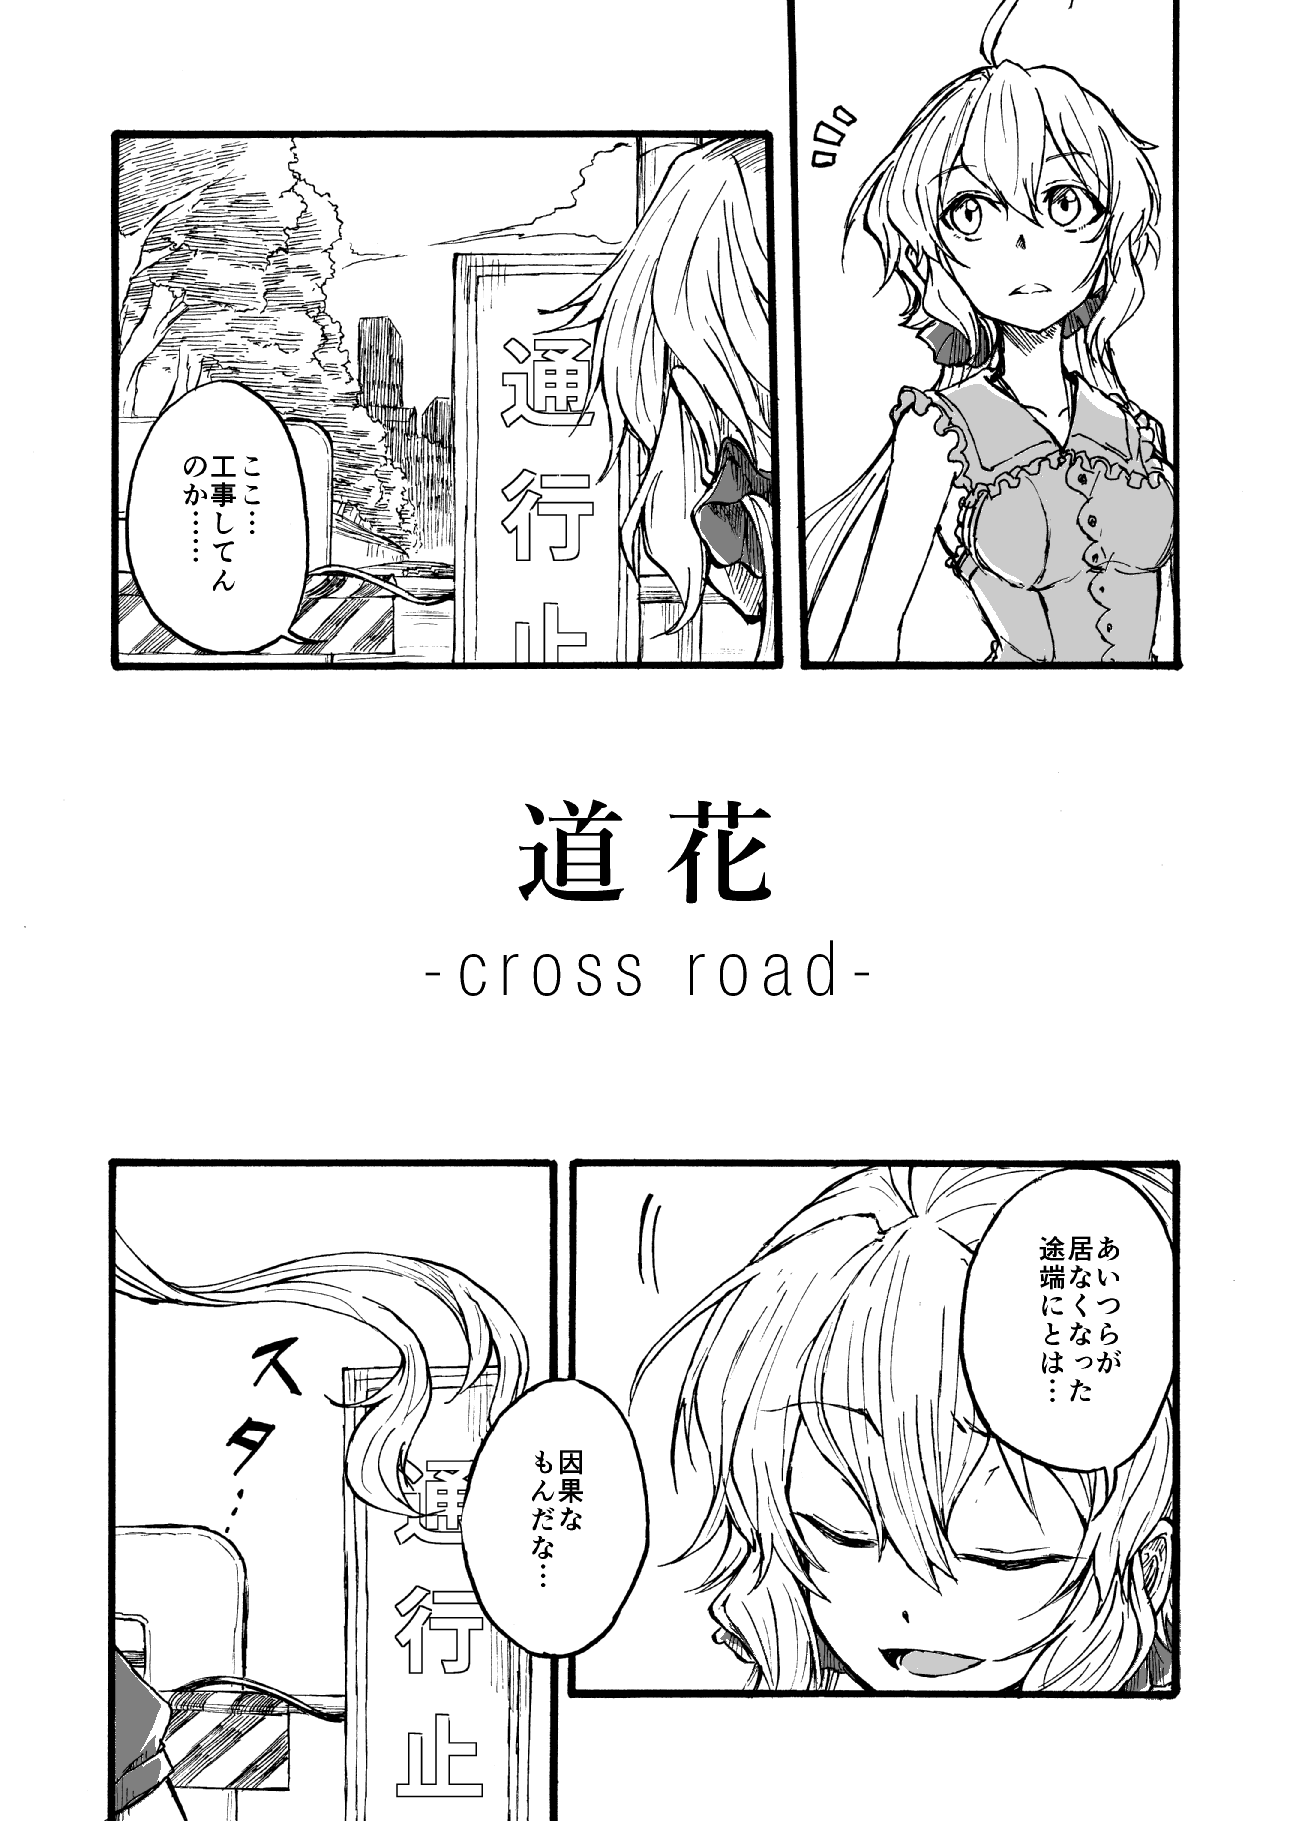 通行止
ここ…
工事してん
のか……
道花
-cross road-
あいつらが
居なくなった
途端にとは…
因果な
もんだな…
スタ…
通行止